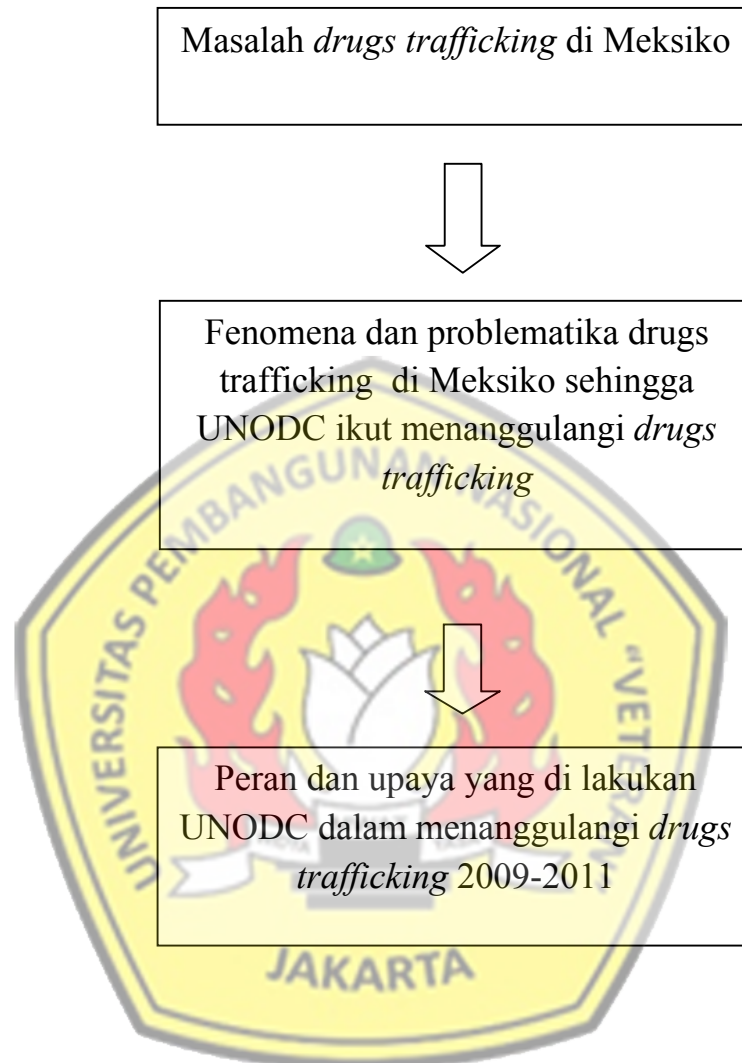 Masalah drugs trafficking di Meksiko
Fenomena dan problematika drugs
trafficking di Meksiko sehingga
UNODC ikut menanggulangi drugs
trafficking
UNIVERSITAS PEMBANGUNAN NASIONAL "VETERAN"
Peran dan upaya yang di lakukan
UNODC dalam menanggulangi drugs
trafficking 2009-2011
JAKARTA